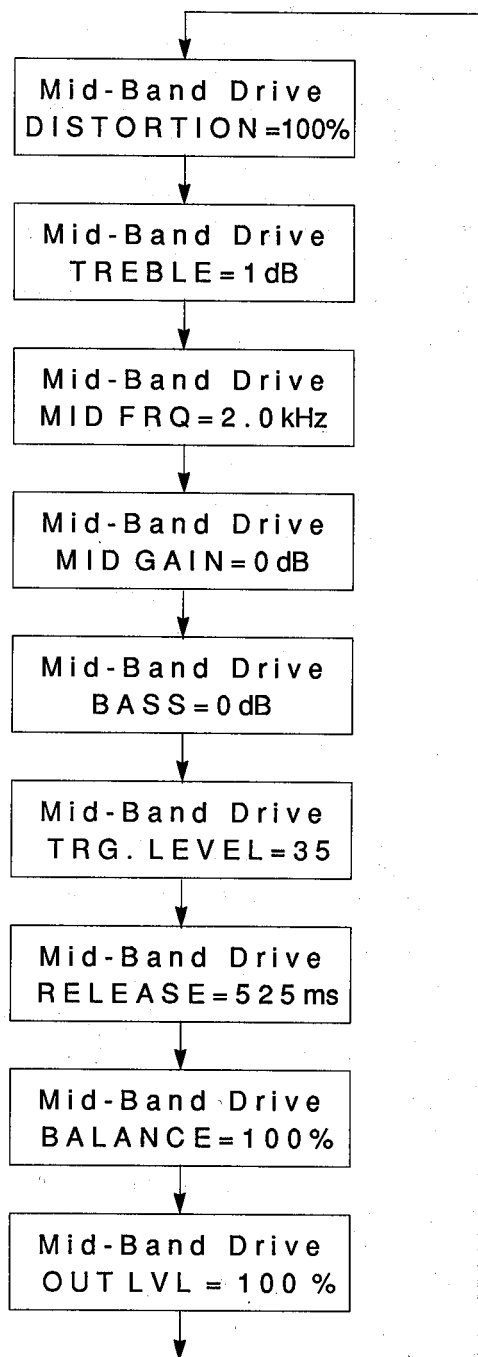 Mid-Band Drive
DISTORTION=100%
Mid-Band Drive
TREBLE=1dB
Mid-Band Drive
MID FRQ=2.0kHz
Mid-Band Drive
MID GAIN=0dB
Mid-Band Drive
BASS=0dB
Mid-Band Drive
TRG. LEVEL=35
Mid-Band Drive
RELEASE=525ms
Mid-Band Drive
BALANCE=100%
Mid-Band Drive
OUT LVL = 100 %